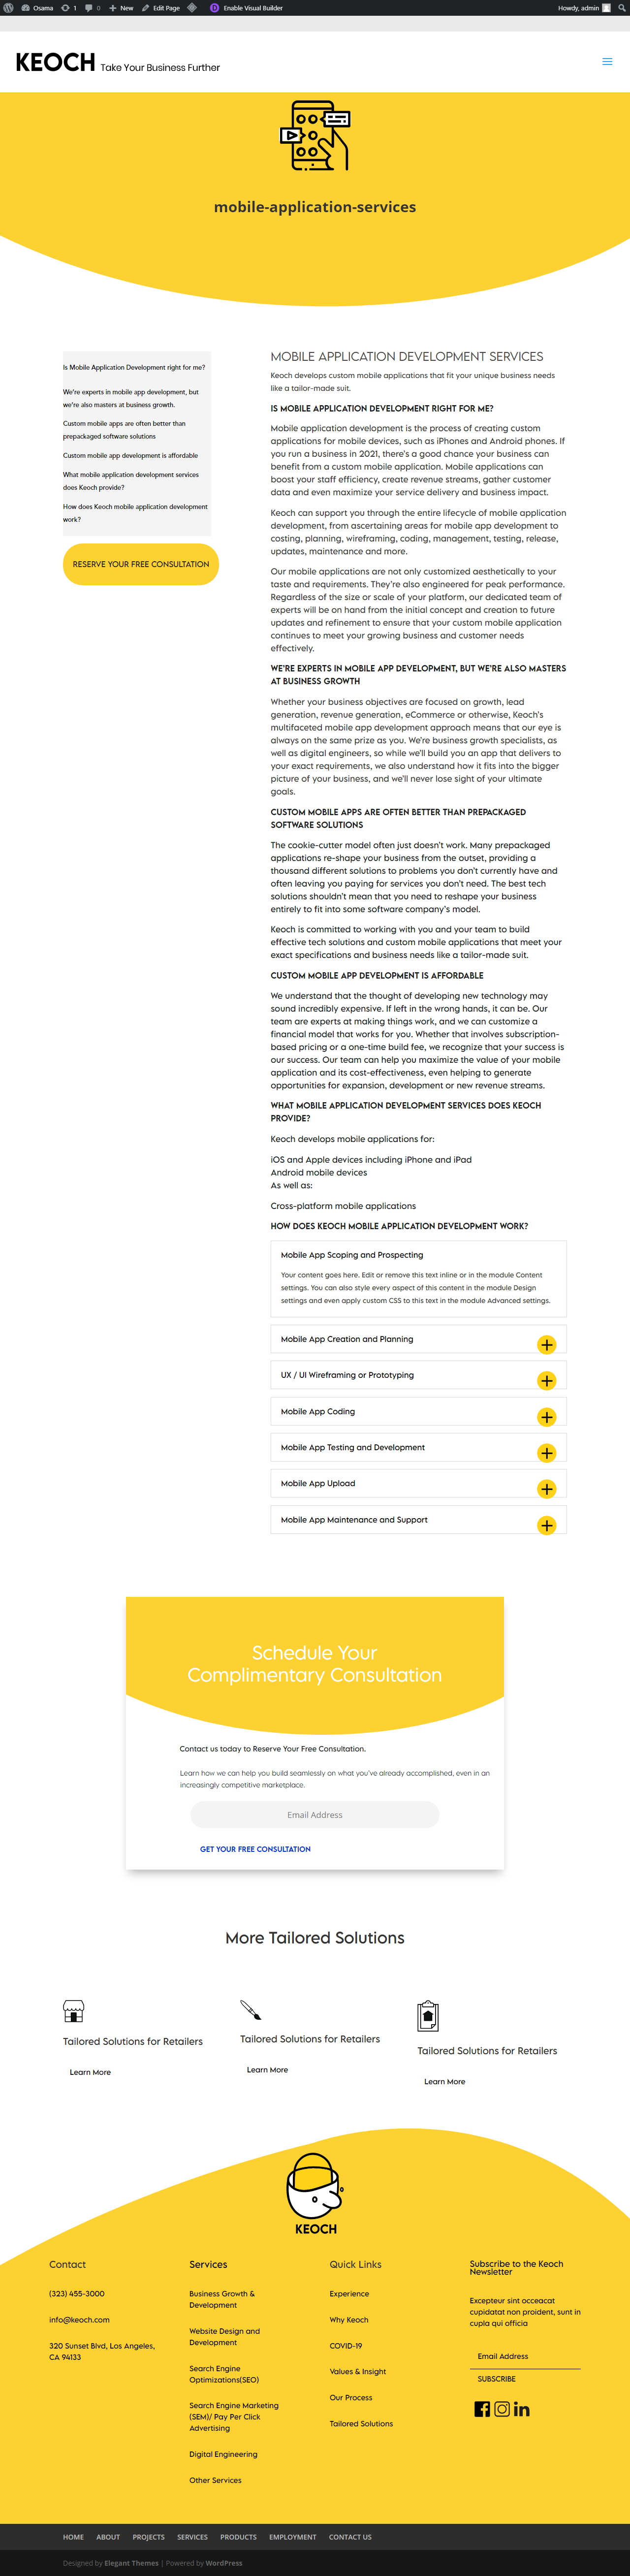 Osama 1 0 New Edit Page Enable Visual Builder Howdy, admin
KEOCH Take Your Business Further
mobile-application-services
Is Mobile Application Development right for me?
We're experts in mobile app development, but
we're also masters at business growth.
Custom mobile apps are often better than
prepackaged software solutions
Custom mobile app development is affordable
What mobile application development services
does Keoch provide?
How does Keoch mobile application development
work?
RESERVE YOUR FREE CONSULTATION
MOBILE APPLICATION DEVELOPMENT SERVICES
Keoch develops custom mobile applications that fit your unique business needs
like a tailor-made suit.
IS MOBILE APPLICATION DEVELOPMENT RIGHT FOR ME?
Mobile application development is the process of creating custom
applications for mobile devices, such as iPhones and Android phones. If
you run a business in 2021, there's a good chance your business can
benefit from a custom mobile application. Mobile applications can
boost your staff efficiency, create revenue streams, gather customer
data and even maximize your service delivery and business impact.
Keoch can support you through the entire lifecycle of mobile application
development, from ascertaining areas for mobile app development to
costing, planning, wireframing, coding, management, testing, release,
updates, maintenance and more.
Our mobile applications are not only customized aesthetically to your
taste and requirements. They're also engineered for peak performance.
Regardless of the size or scale of your platform, our dedicated team of
experts will be on hand from the initial concept and creation to future
updates and refinement to ensure that your custom mobile application
continues to meet your growing business and customer needs
effectively.
WE'RE EXPERTS IN MOBILE APP DEVELOPMENT, BUT WE'RE ALSO MASTERS
AT BUSINESS GROWTH
Whether your business objectives are focused on growth, lead
generation, revenue generation, eCommerce or otherwise, Keoch's
multifaceted mobile app development approach means that our eye is
always on the same prize as you. We're business growth specialists, as
well as digital engineers, so while we'll build you an app that delivers to
your exact requirements, we also understand how it fits into the bigger
picture of your business, and we'll never lose sight of your ultimate
goals.
CUSTOM MOBILE APPS ARE OFTEN BETTER THAN PREPACKAGED
SOFTWARE SOLUTIONS
The cookie-cutter model often just doesn't work. Many prepackaged
applications re-shape your business from the outset, providing a
thousand different solutions to problems you don't currently have and
often leaving you paying for services you don't need. The best tech
solutions shouldn't mean that you need to reshape your business
entirely to fit into some software company's model.
Keoch is committed to working with you and your team to build
effective tech solutions and custom mobile applications that meet your
exact specifications and business needs like a tailor-made suit.
CUSTOM MOBILE APP DEVELOPMENT IS AFFORDABLE
We understand that the thought of developing new technology may
sound incredibly expensive. If left in the wrong hands, it can be. Our
team are experts at making things work, and we can customize a
financial model that works for you. Whether that involves subscription-
based pricing or a one-time build fee, we recognize that your success is
our success. Our team can help you maximize the value of your mobile
application and its cost-effectiveness, even helping to generate
opportunities for expansion, development or new revenue streams.
WHAT MOBILE APPLICATION DEVELOPMENT SERVICES DOES KEOCH
PROVIDE?
Keoch develops mobile applications for:
iOS and Apple devices including iPhone and iPad
Android mobile devices
As well as:
Cross-platform mobile applications
HOW DOES KEOCH MOBILE APPLICATION DEVELOPMENT WORK?
Mobile App Scoping and Prospecting
Your content goes here. Edit or remove this text inline or in the module Content
settings. You can also style every aspect of this content in the module Design
settings and even apply custom CSS to this text in the module Advanced settings.
Mobile App Creation and Planning
UX / UI Wireframing or Prototyping
Mobile App Coding
Mobile App Testing and Development
Mobile App Upload
Mobile App Maintenance and Support
Schedule Your
Complimentary Consultation
Contact us today to Reserve Your Free Consultation.
Learn how we can help you build seamlessly on what you've already accomplished, even in an
increasingly competitive marketplace.
Email Address
GET YOUR FREE CONSULTATION
More Tailored Solutions
Tailored Solutions for Retailers
Learn More
Tailored Solutions for Retailers
Learn More
Tailored Solutions for Retailers
Learn More
KEOCH
Contact
(323) 455-3000
info@keoch.com
320 Sunset Blvd, Los Angeles,
CA 94133
Services
Business Growth &
Development
Website Design and
Development
Search Engine
Optimizations(SEO)
Search Engine Marketing
(SEM)/ Pay Per Click
Advertising
Digital Engineering
Other Services
Quick Links
Experience
Why Keoch
COVID-19
Values & Insight
Our Process
Tailored Solutions
Subscribe to the Keoch
Newsletter
Excepteur sint occeacat
cupidatat non proident, sunt in
cupla qui officia
Email Address
SUBSCRIBE
HOME ABOUT PROJECTS SERVICES PRODUCTS EMPLOYMENT CONTACT US
Designed by Elegant Themes | Powered by WordPress